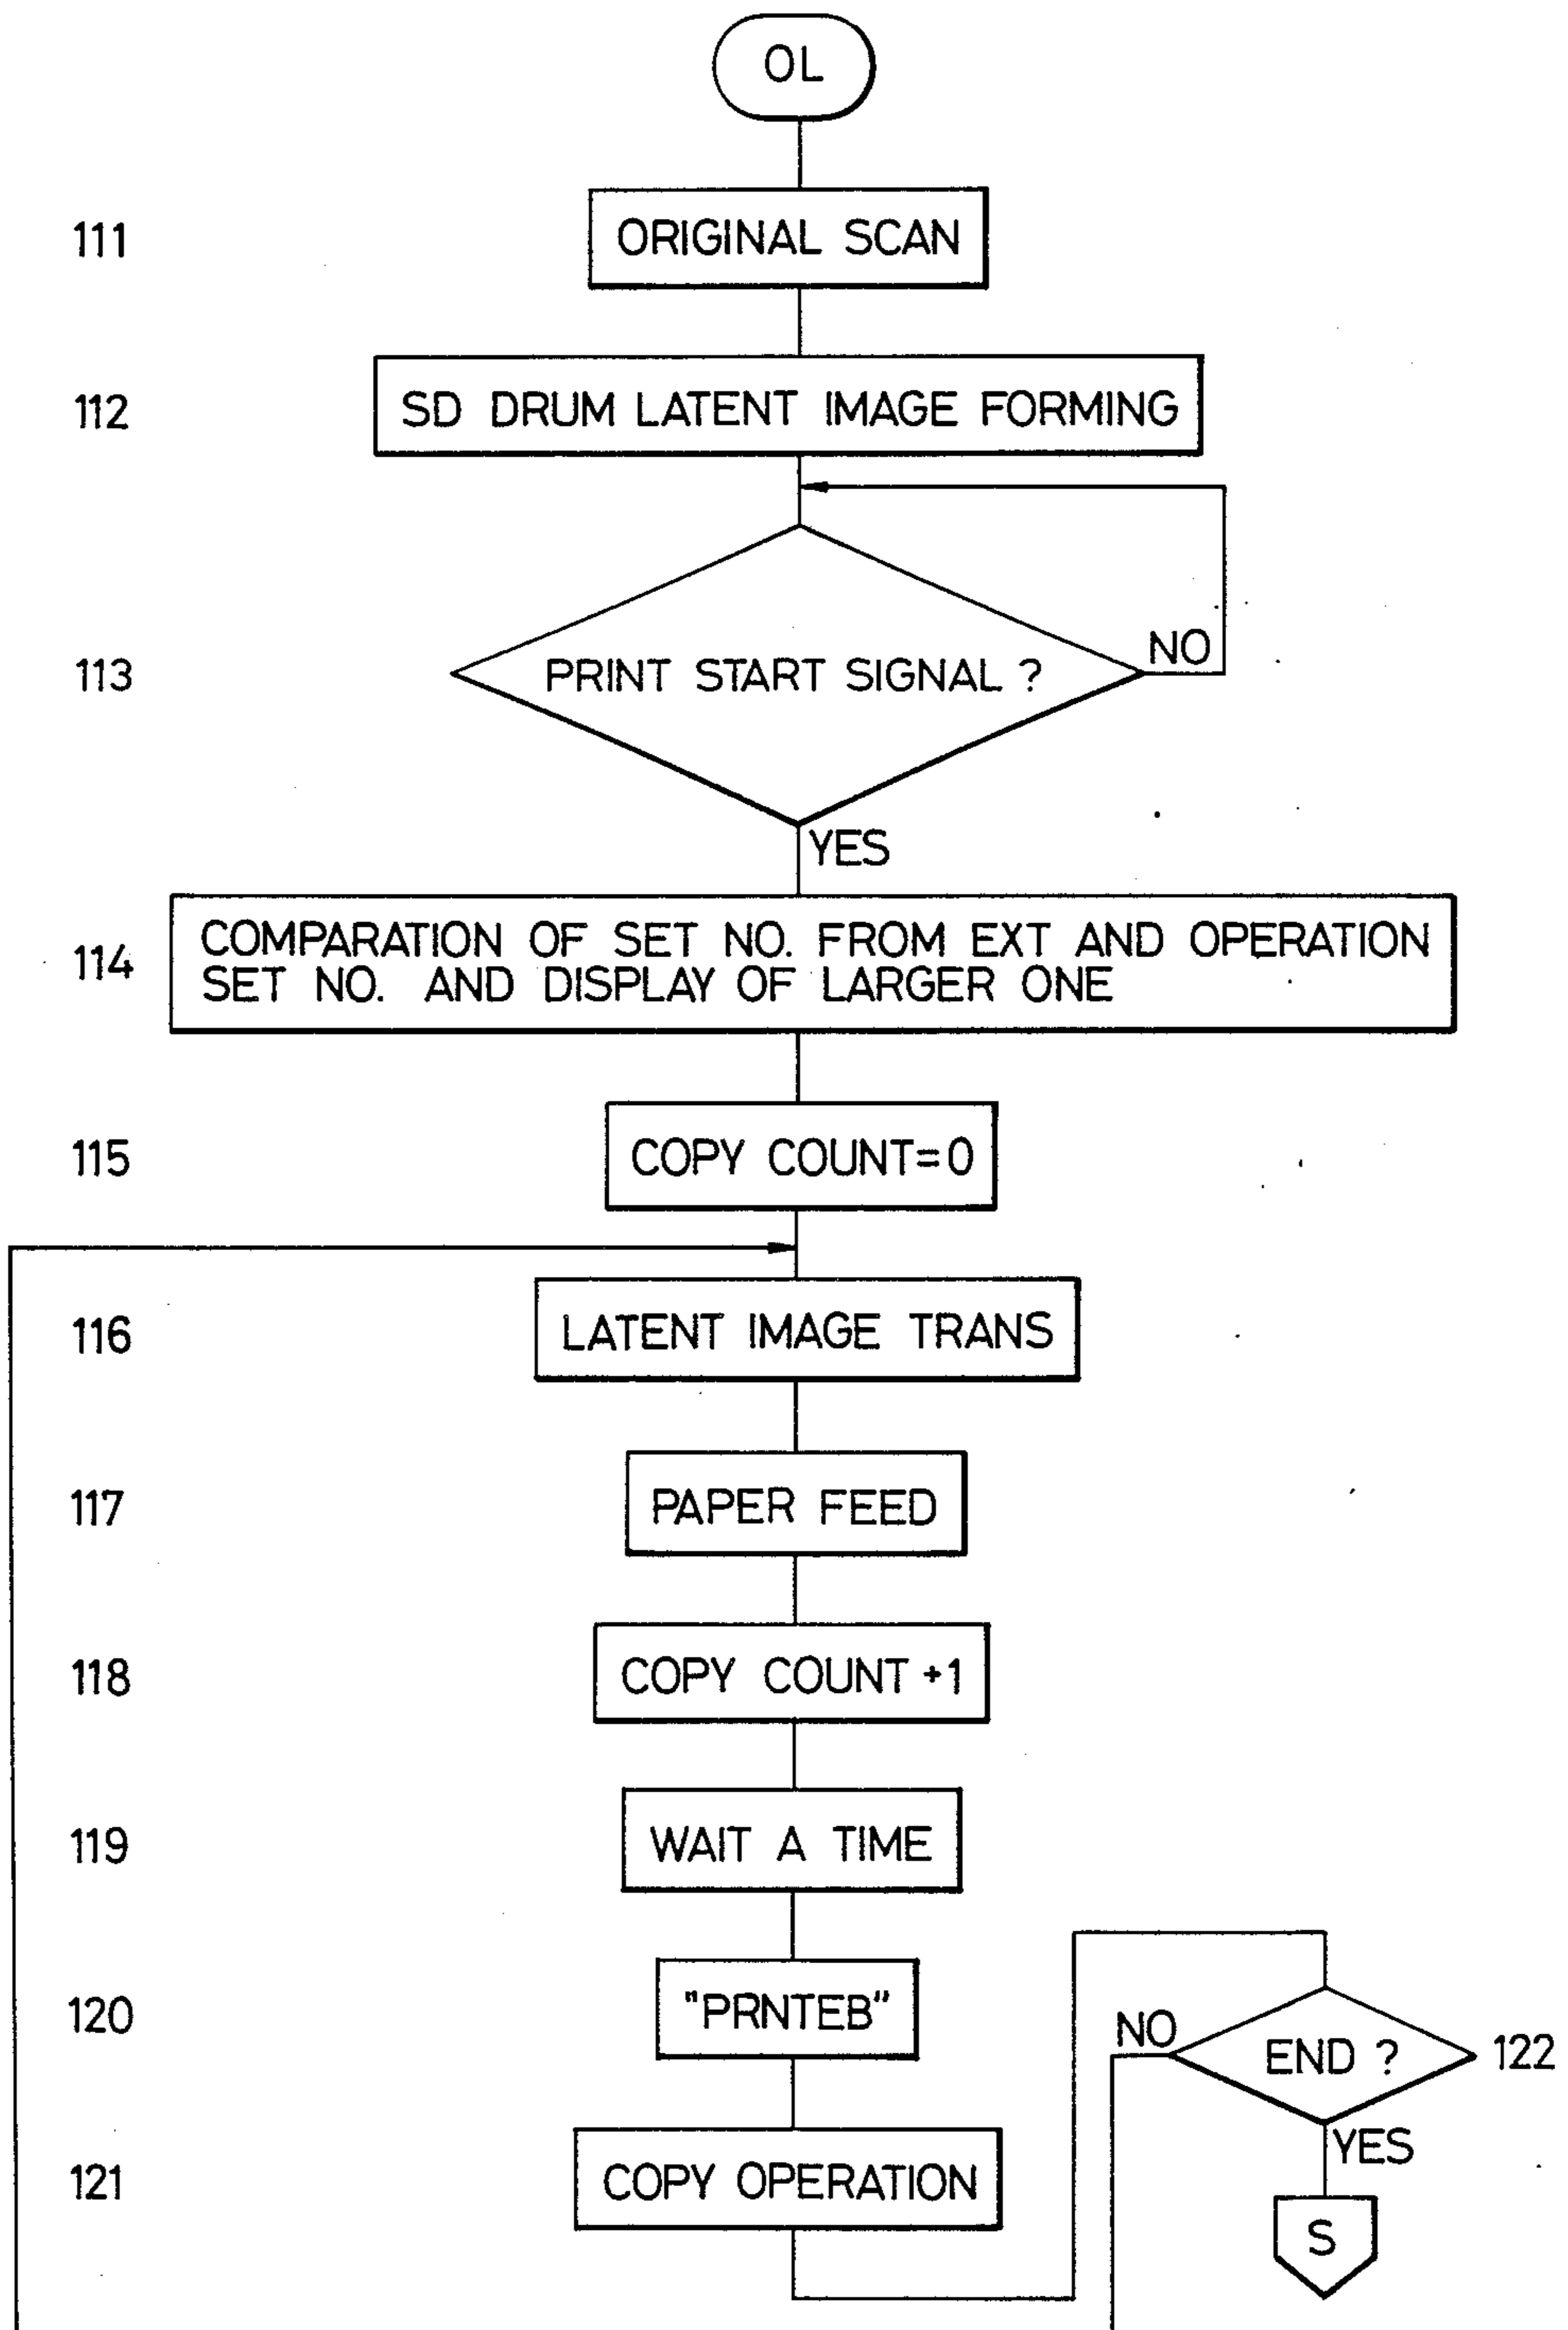 OL
111
ORIGINAL SCAN
112
SD DRUM LATENT IMAGE FORMING
113
PRINT START SIGNAL ?
NO
YES
114
COMPARATION OF SET NO. FROM EXT AND OPERATION
SET NO. AND DISPLAY OF LARGER ONE
115
COPY COUNT=0
116
LATENT IMAGE TRANS
117
PAPER FEED
118
COPY COUNT +1
119
WAIT A TIME
120
"PRNTEB"
NO
END ?
122
YES
121
COPY OPERATION
S